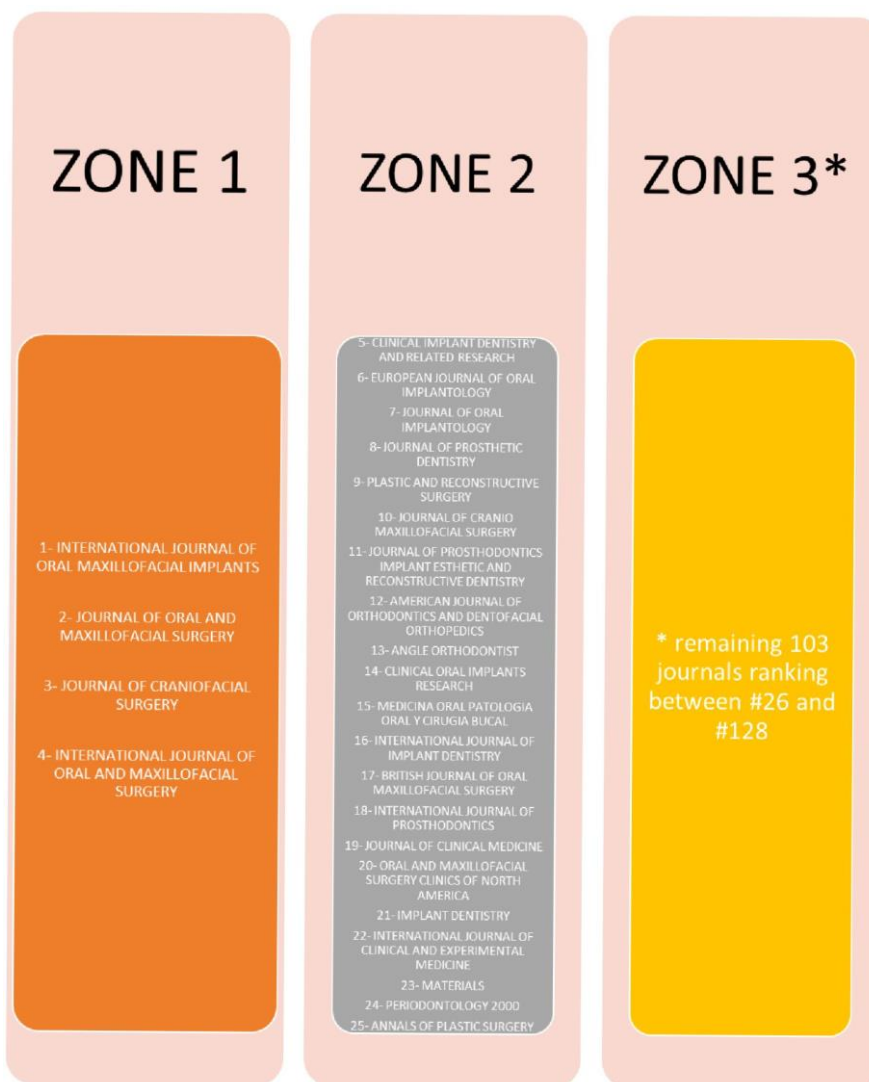 ZONE 1
1- INTERNATIONAL JOURNAL OF
ORAL MAXILLOFACIAL IMPLANTS
2- JOURNAL OF ORAL AND
MAXILLOFACIAL SURGERY
3- JOURNAL OF CRANIOFACIAL
SURGERY
4- INTERNATIONAL JOURNAL OF
ORAL AND MAXILLOFACIAL
SURGERY
ZONE 2
5- CLINICAL IMPLANT DENTISTRY
AND RELATED RESEARCH
6- EUROPEAN JOURNAL OF ORAL
IMPLANTOLOGY
7- JOURNAL OF ORAL
IMPLANTOLOGY
8- JOURNAL OF PROSTHETIC
DENTISTRY
9- PLASTIC AND RECONSTRUCTIVE
SURGERY
10- JOURNAL OF CRANIO
MAXILLOFACIAL SURGERY
11- JOURNAL OF PROSTHODONTICS
IMPLANT ESTHETIC AND
RECONSTRUCTIVE DENTISTRY
12- AMERICAN JOURNAL OF
ORTHODONTICS AND DENTOFACIAL
ORTHOPEDICS
13- ANGLE ORTHODONTIST
14- CLINICAL ORAL IMPLANTS
RESEARCH
15- MEDICINA ORAL PATOLOGIA
ORAL Y CIRUGIA BUCAL
16- INTERNATIONAL JOURNAL OF
IMPLANT DENTISTRY
17- BRITISH JOURNAL OF ORAL
MAXILLOFACIAL SURGERY
18- INTERNATIONAL JOURNAL OF
PROSTHODONTICS
19- JOURNAL OF CLINICAL MEDICINE
20- ORAL AND MAXILLOFACIAL
SURGERY CLINICS OF NORTH
AMERICA
21- IMPLANT DENTISTRY
22- INTERNATIONAL JOURNAL OF
CLINICAL AND EXPERIMENTAL
MEDICINE
23- MATERIALS
24- PERIODONTOLOGY 2000
25- ANNALS OF PLASTIC SURGERY
ZONE 3*
* remaining 103
journals ranking
between #26 and
#128